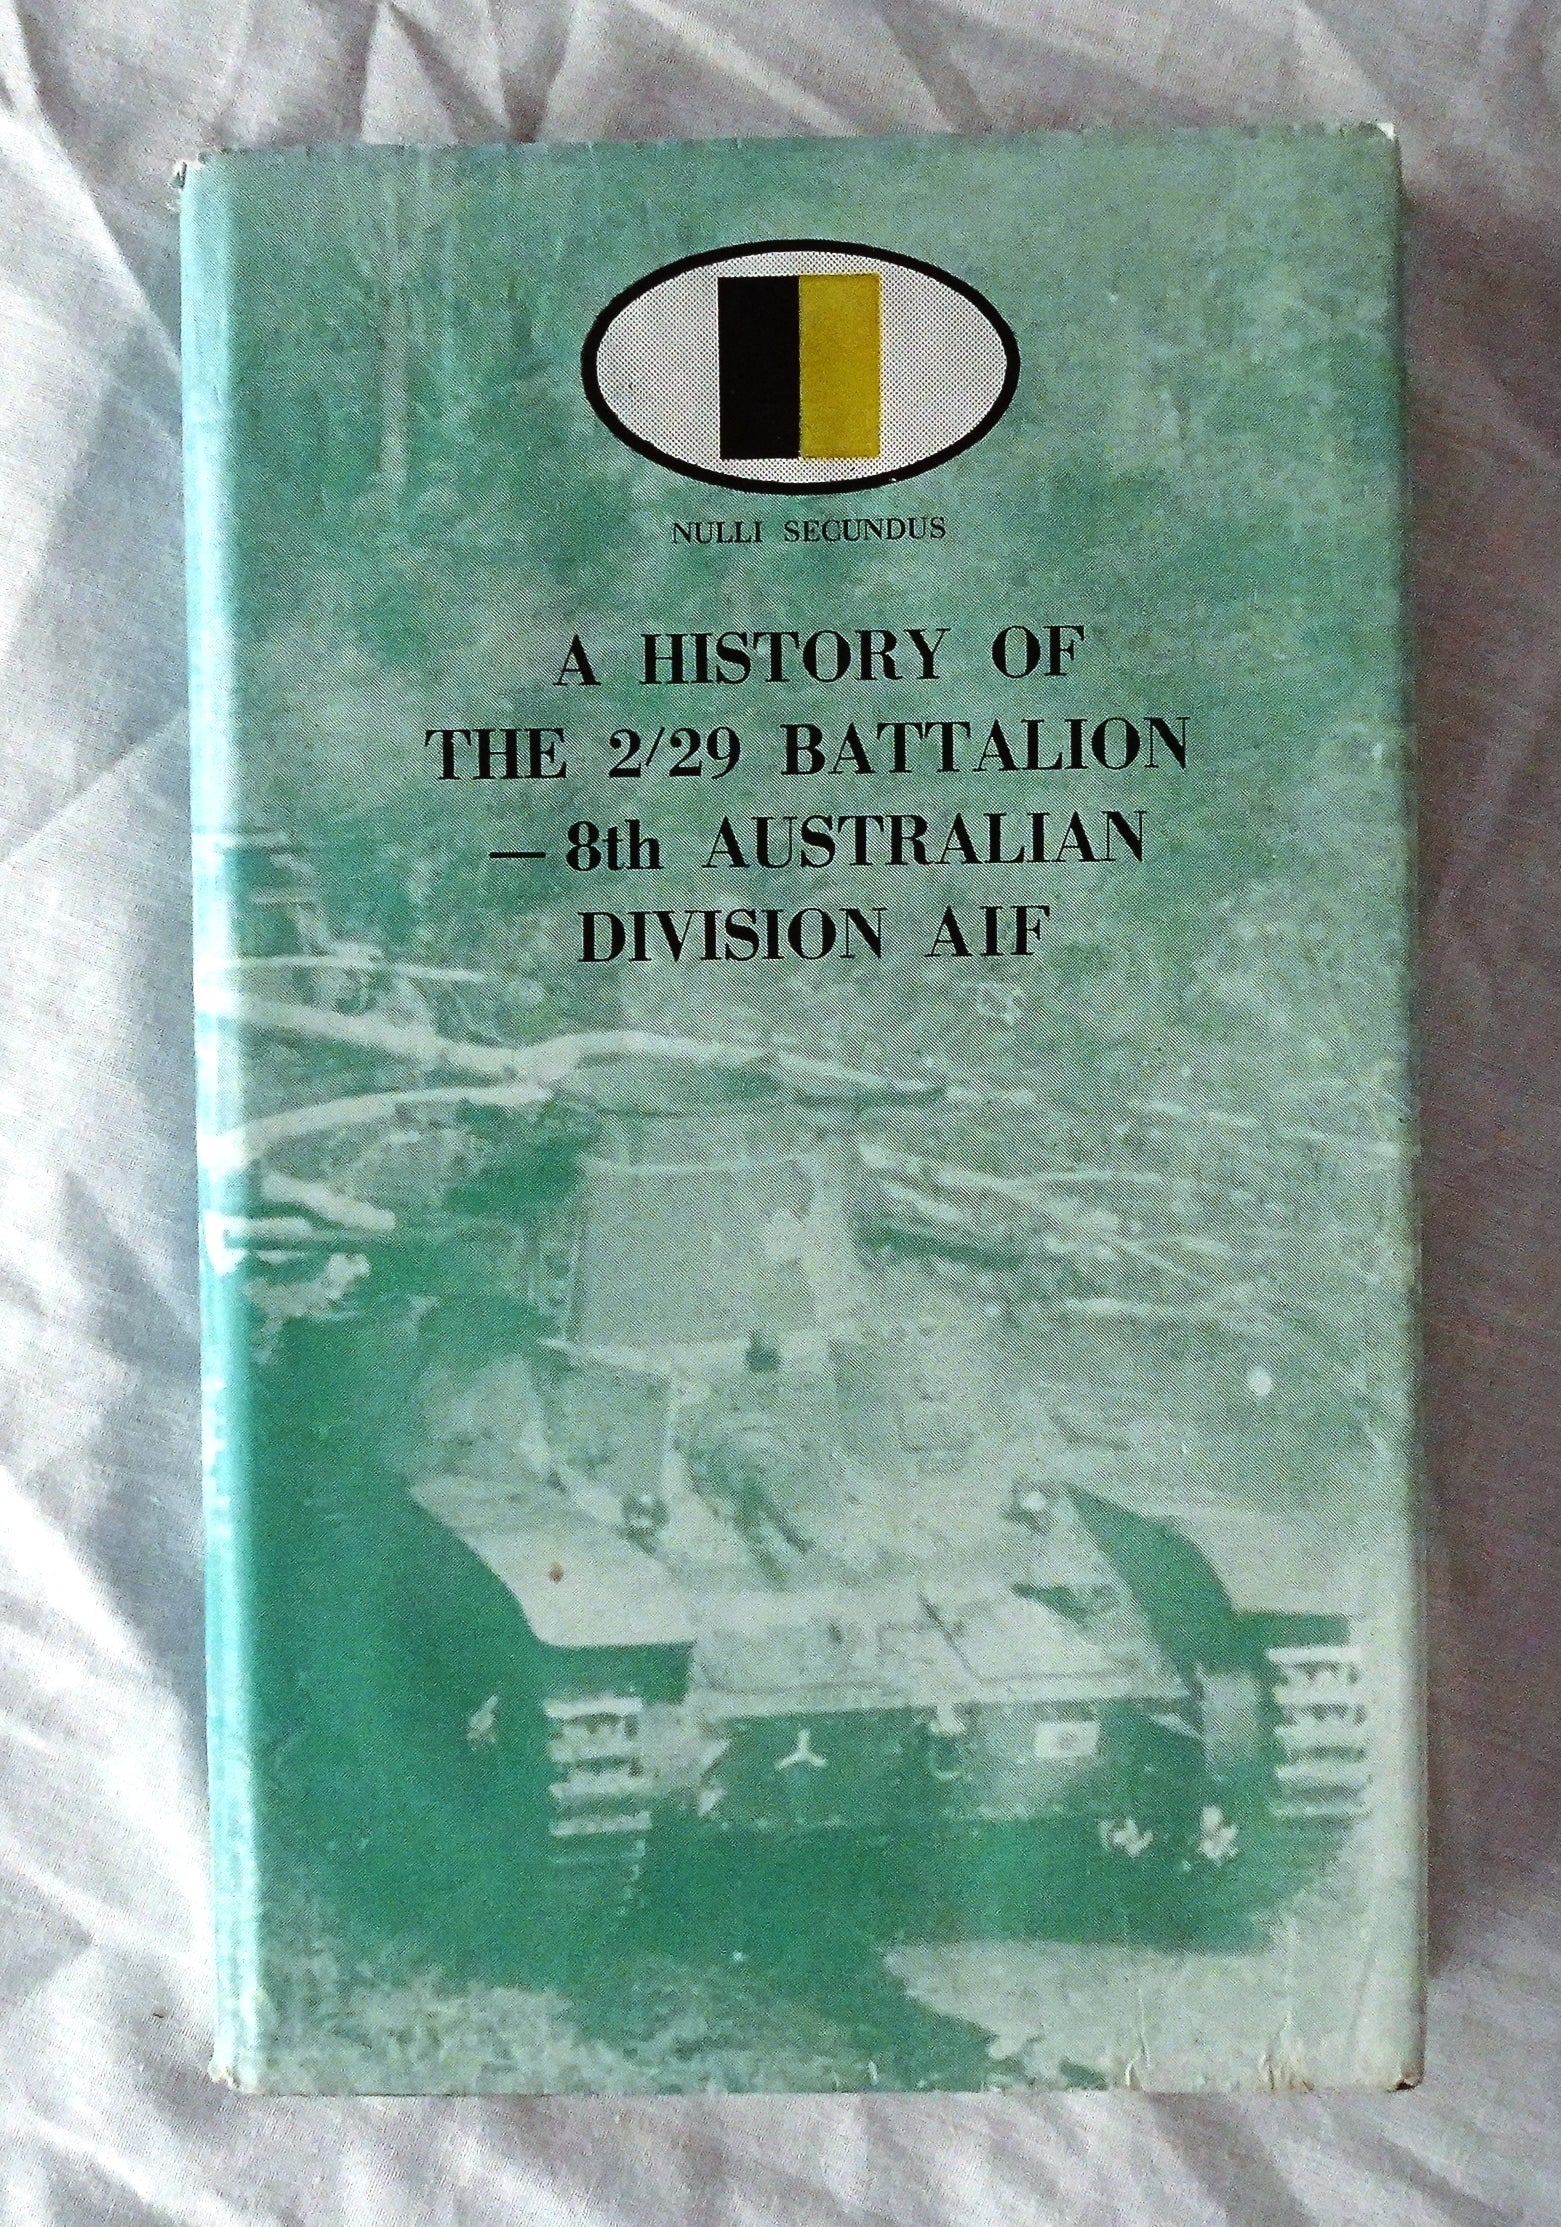 NULLI SECUNDUS
A HISTORY OF
THE 2/29 BATTALION
— 8th AUSTRALIAN
DIVISION AIF